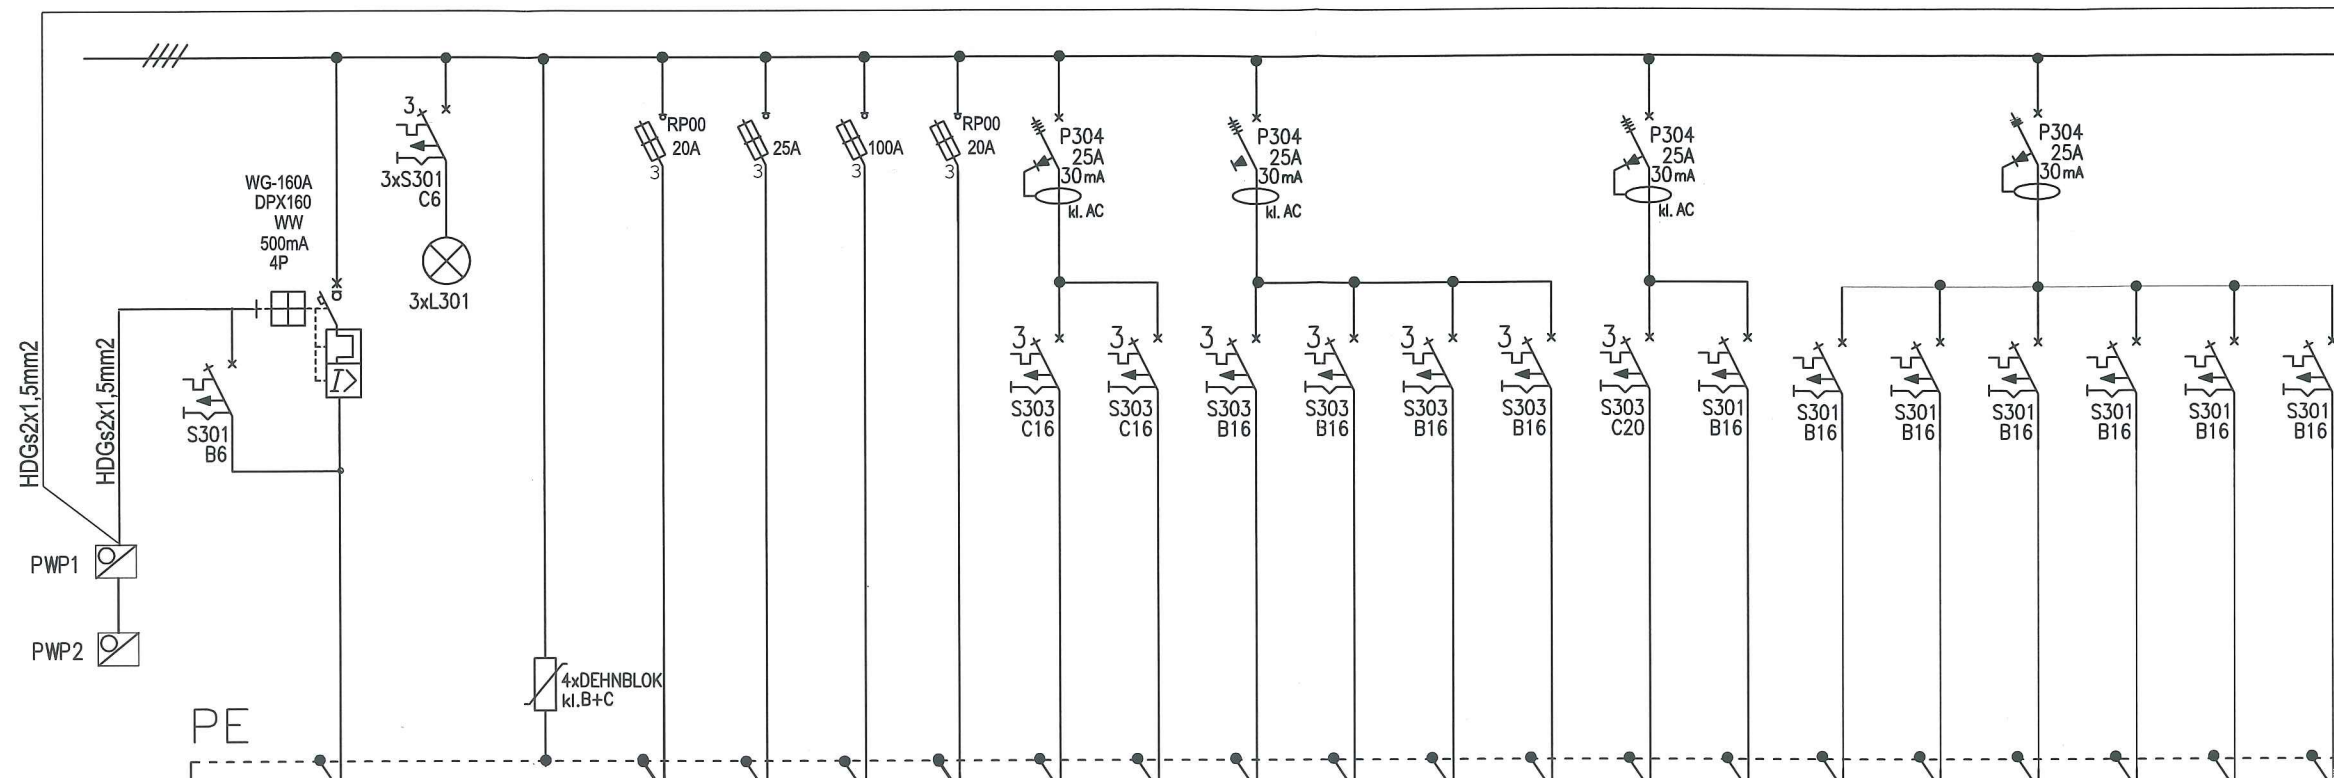 WG-160A
DPX160
WW
500mA
4P
3
3xS301
C6
3xL301
HDGs2x1,5mm2
HDGs2x1,5mm2
S301
B6
I>
PWP1
PWP2
PE
4xDEHNBLOK
kl.B+C
RP00
20A
3
25A
3
100A
3
RP00
20A
3
P304
25A
30mA
kl. AC
P304
25A
30mA
kl. AC
P304
25A
30mA
kl. AC
P304
25A
30mA
3
S303
C16
3
S303
C16
3
S303
B16
3
S303
B16
3
S303
B16
3
S303
B16
3
S303
C20
S301
B16
S301
B16
S301
B16
S301
B16
S301
B16
S301
B16
S301
B16